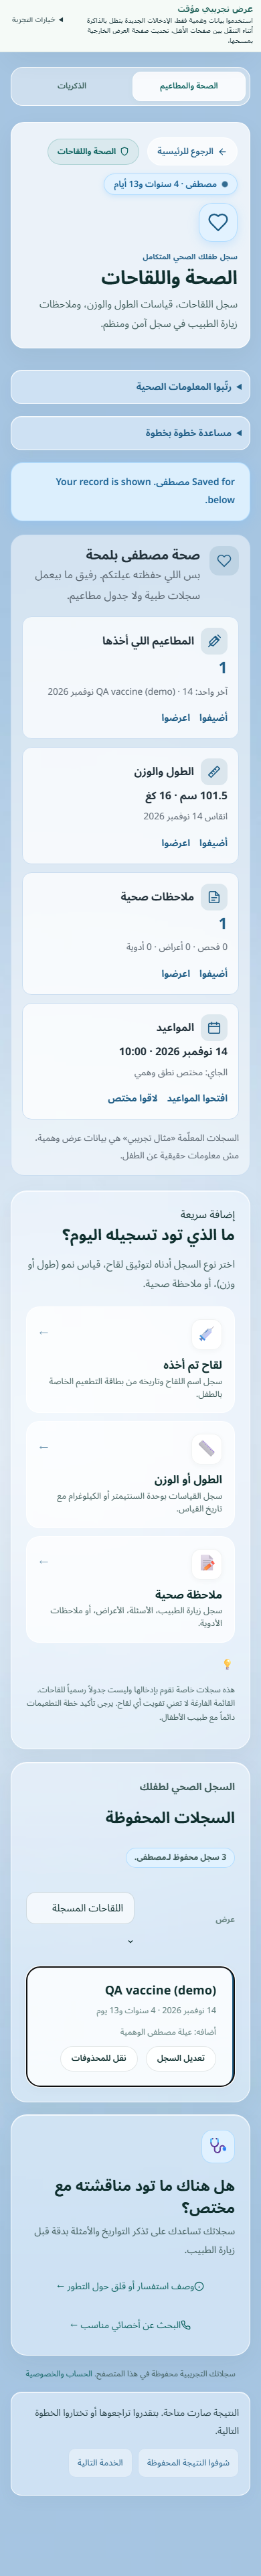 عرض تجريبي مؤقت
استخدموا بيانات وهمية فقط. الإدخالات الجديدة بتظل بالذاكرة
أثناء التنقّل بين صفحات الأهل. تحديث صفحة العرض الخارجية
بمسحها.
◀ خيارات التجربة
الصحة والمطاعيم
الذكريات
← الرجوع للرئيسية
الصحة واللقاحات
مصطفى · 4 سنوات و13 أيام
سجل طفلك الصحي المتكامل
الصحة واللقاحات
سجل اللقاحات، قياسات الطول والوزن، وملاحظات
زيارة الطبيب في سجل آمن ومنظم.
◀ رتّبوا المعلومات الصحية
◀ مساعدة خطوة بخطوة
Your record is shown .مصطفى Saved for
.below
صحة مصطفى بلمحة
بس اللي حفظته عيلتكم. رفيق ما بيعمل
سجلات طبية ولا جدول مطاعيم.
المطاعيم اللي أخذها
1
آخر واحد: QA vaccine (demo) · 14 نوفمبر 2026
أضيفوا اعرضوا
الطول والوزن
101.5 سم · 16 كغ
انقاس 14 نوفمبر 2026
أضيفوا اعرضوا
ملاحظات صحية
1
0 فحص · 0 أعراض · 0 أدوية
أضيفوا اعرضوا
المواعيد
14 نوفمبر 2026 · 10:00
الجاي: مختص نطق وهمي
افتحوا المواعيد لاقوا مختص
السجلات المعلّمة «مثال تجريبي» هي بيانات عرض وهمية،
مش معلومات حقيقية عن الطفل.
إضافة سريعة
ما الذي تود تسجيله اليوم؟
اختر نوع السجل أدناه لتوثيق لقاح، قياس نمو (طول أو
وزن)، أو ملاحظة صحية.
←
لقاح تم أخذه
سجل اسم اللقاح وتاريخه من بطاقة التطعيم الخاصة
بالطفل.
←
الطول أو الوزن
سجل القياسات بوحدة السنتيمتر أو الكيلوغرام مع
تاريخ القياس.
←
ملاحظة صحية
سجل زيارة الطبيب، الأسئلة، الأعراض، أو ملاحظات
الأدوية.
هذه سجلات خاصة تقوم بإدخالها وليست جدولاً رسمياً للقاحات.
القائمة الفارغة لا تعني تفويت أي لقاح. يرجى تأكيد خطة التطعيمات
دائماً مع طبيب الأطفال.
السجل الصحي لطفلك
السجلات المحفوظة
3 سجل محفوظ لـمصطفى.
عرض
اللقاحات المسجلة
QA vaccine (demo)
14 نوفمبر 2026 · 4 سنوات و13 يوم
أضافه: عيلة مصطفى الوهمية
تعديل السجل
نقل للمحذوفات
هل هناك ما تود مناقشته مع
مختص؟
سجلاتك تساعدك على تذكر التواريخ والأمثلة بدقة قبل
زيارة الطبيب.
وصف استفسار أو قلق حول التطور ←
البحث عن أخصائي مناسب ←
سجلاتك التجريبية محفوظة في هذا المتصفح. الحساب والخصوصية
النتيجة صارت متاحة. بتقدروا تراجعوها أو تختاروا الخطوة
التالية.
شوفوا النتيجة المحفوظة
الخدمة التالية